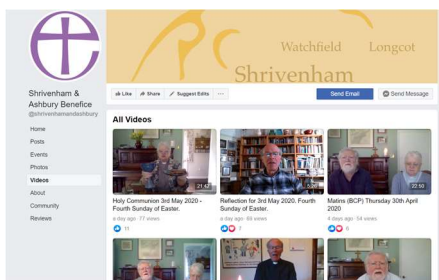 Watchfield Longcot
Shrivenham
Shrivenham &
Ashbury Benefice
@shrivenhamandashbury
Home
Posts
Events
Photos
Videos
About
Community
Reviews
Like Share Suggest Edits ...
Send Email Send Message
All Videos
21:42
Holy Communion 3rd May 2020 -
Fourth Sunday of Easter.
a day ago · 77 views
11
Reflection for 3rd May 2020. Fourth
Sunday of Easter.
a day ago · 65 views
7
22:50
Matins (BCP) Thursday 30th April
2020
4 days ago · 54 views
6